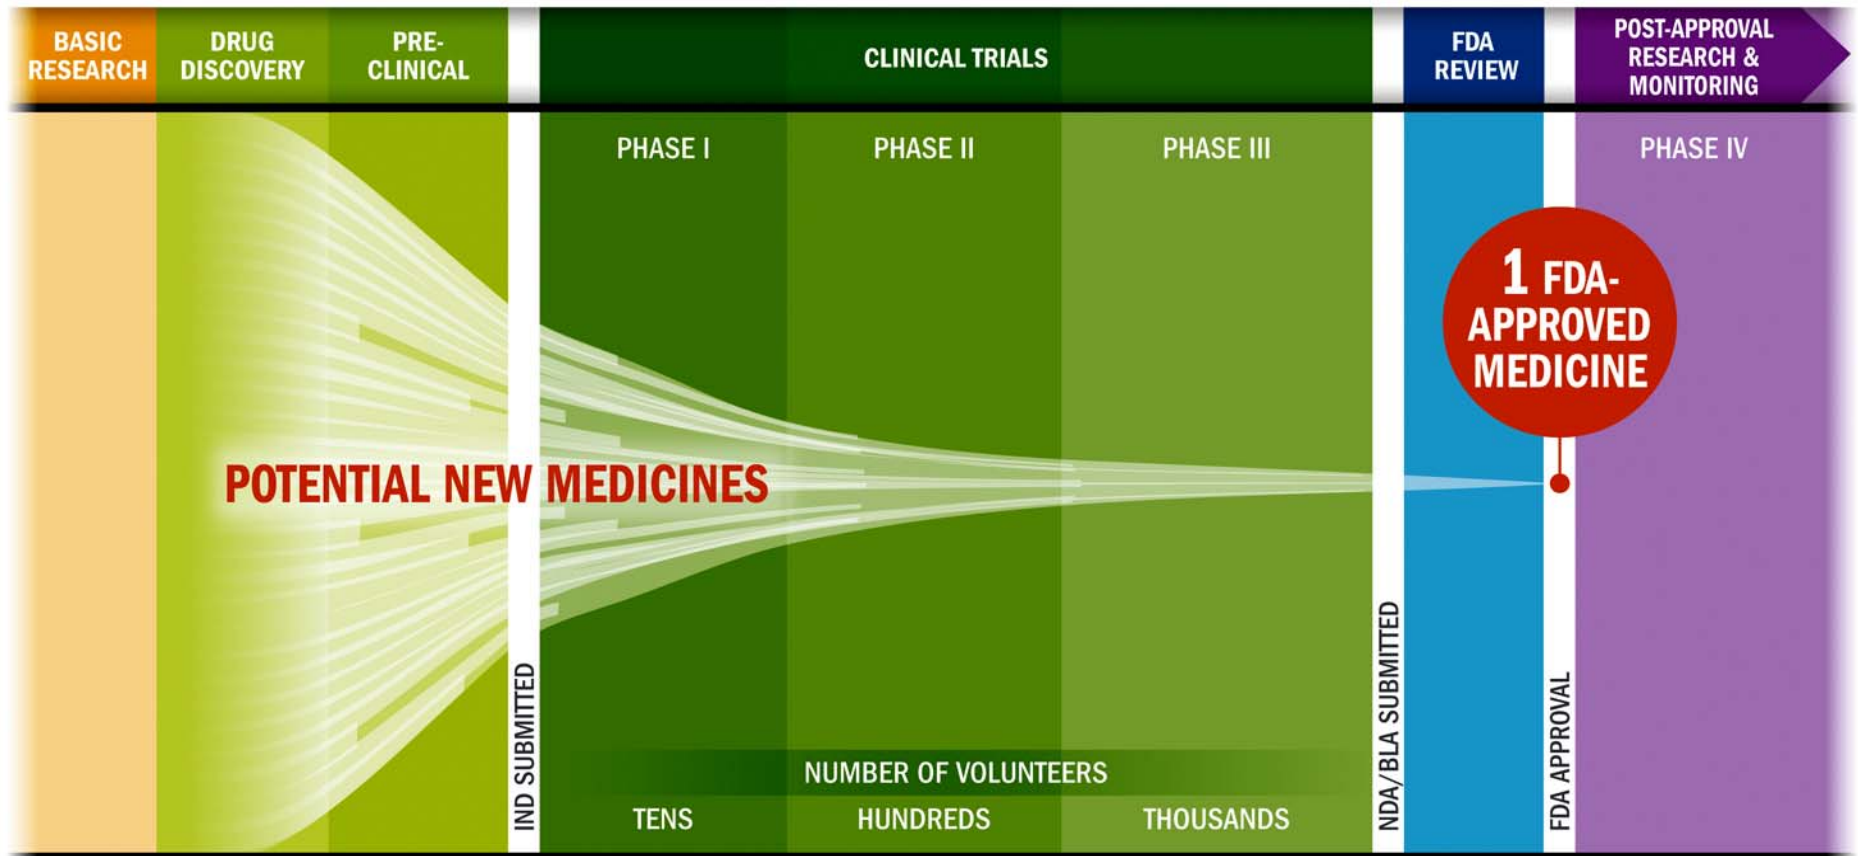 BASIC
RESEARCH
DRUG
DISCOVERY
PRE-
CLINICAL
CLINICAL TRIALS
FDA
REVIEW
POST-APPROVAL
RESEARCH &
MONITORING
PHASE I
PHASE II
PHASE III
PHASE IV
1 FDA-
APPROVED
MEDICINE
POTENTIAL NEW MEDICINES
IND SUBMITTED
NDA/BLA SUBMITTED
FDA APPROVAL
NUMBER OF VOLUNTEERS
TENS
HUNDREDS
THOUSANDS